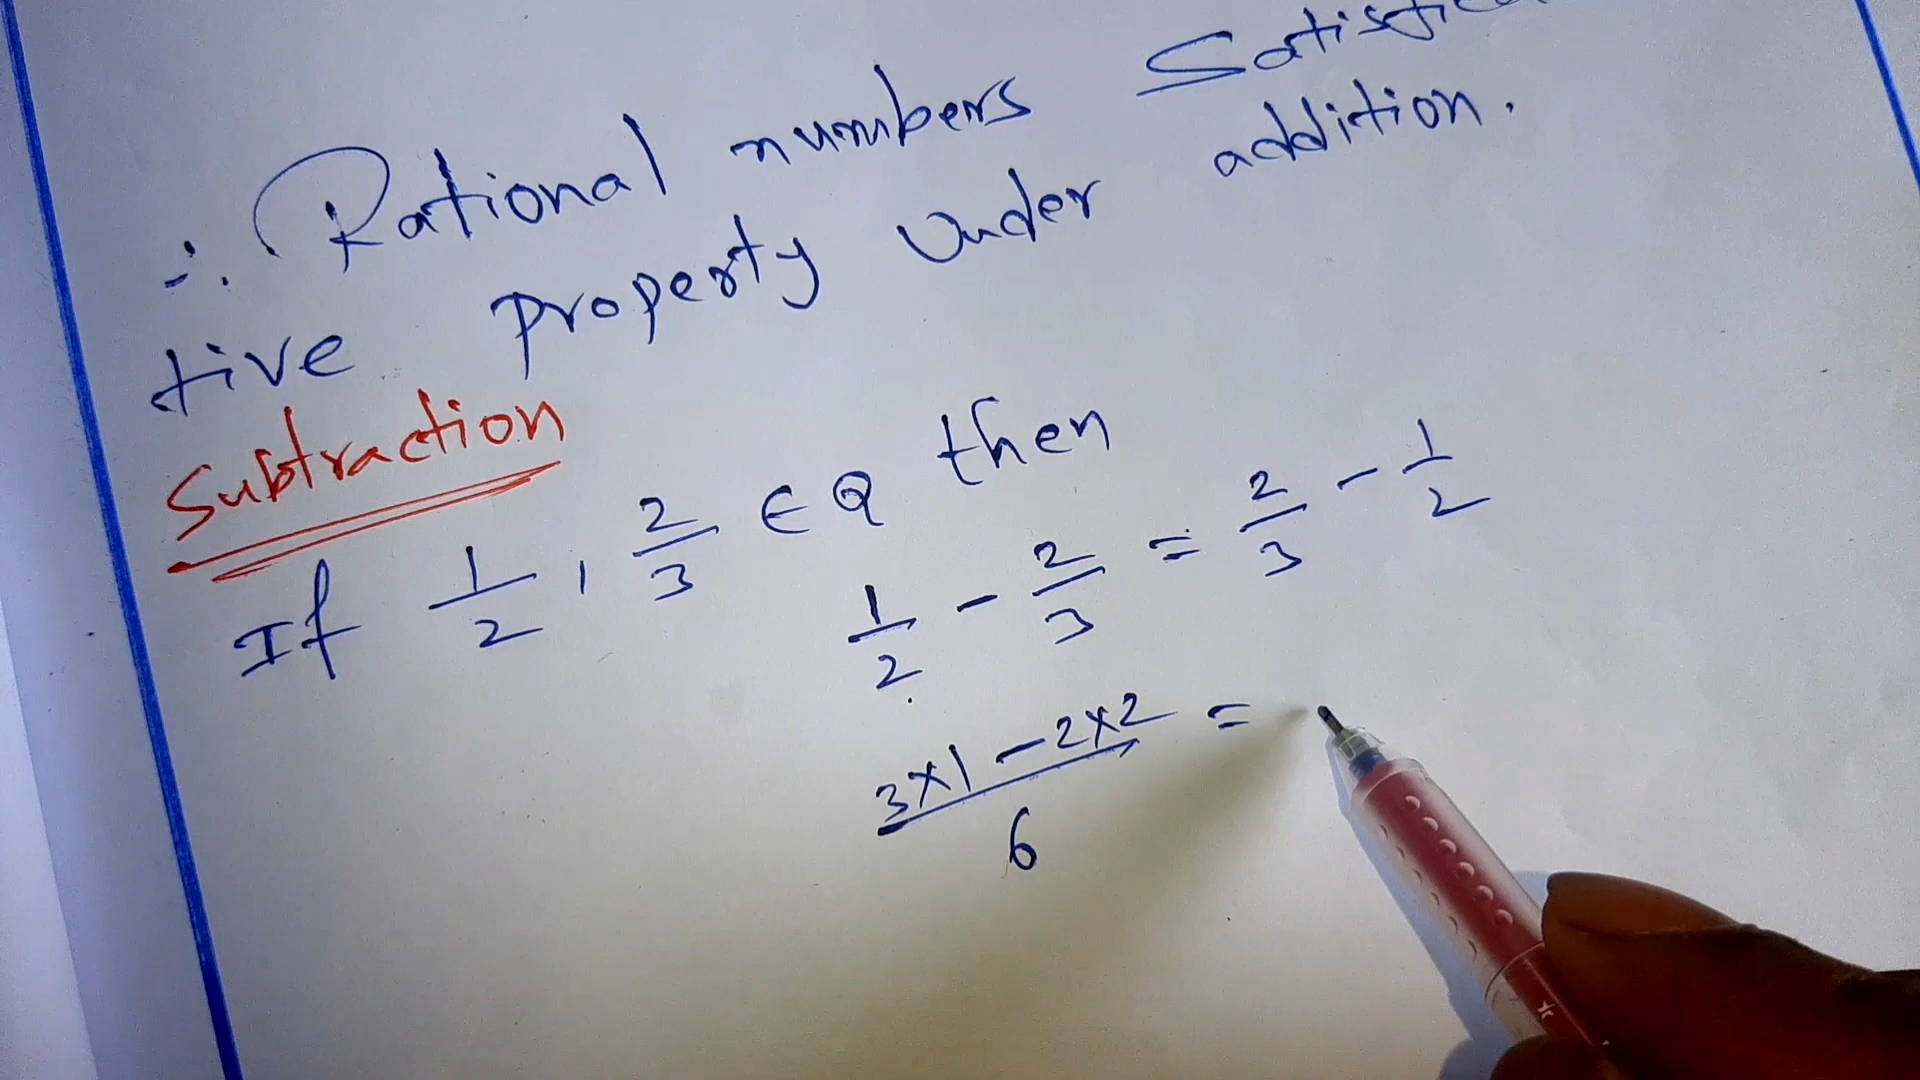 ∴ Rational numbers
tive property under addition.
Subtraction
If 1/2 , 2/3 ∈ Q then
1/2 - 2/3 = 2/3 - 1/2
3×1 - 2×2 / 6 =